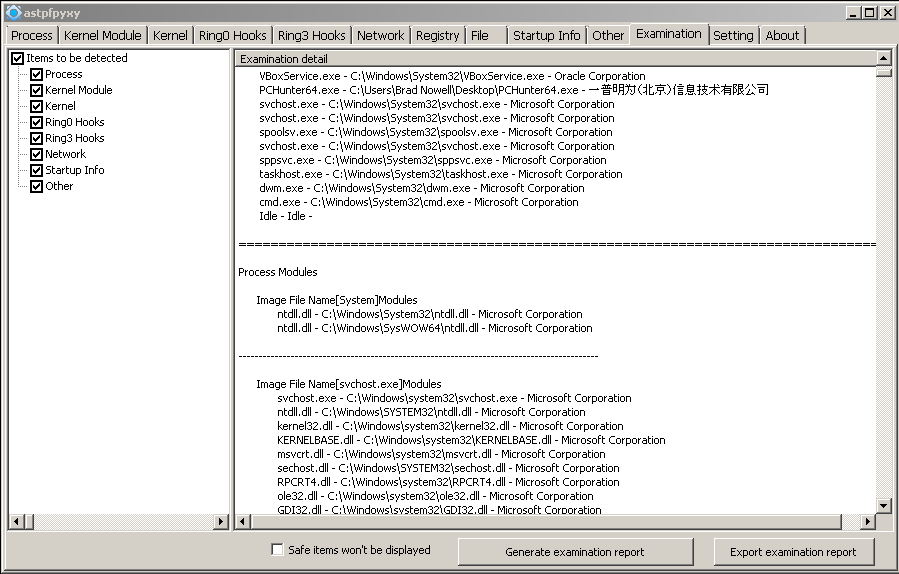 astpfpyxy
Process Kernel Module Kernel Ring0 Hooks Ring3 Hooks Network Registry File Startup Info Other Examination Setting About
Items to be detected
Process
Kernel Module
Kernel
Ring0 Hooks
Ring3 Hooks
Network
Startup Info
Other
Examination detail
VBoxService.exe - C:\Windows\System32\VBoxService.exe - Oracle Corporation
PCHunter64.exe - C:\Users\Brad Nowell\Desktop\PCHunter64.exe - 一普明为(北京)信息技术有限公司
svchost.exe - C:\Windows\System32\svchost.exe - Microsoft Corporation
svchost.exe - C:\Windows\System32\svchost.exe - Microsoft Corporation
spoolsv.exe - C:\Windows\System32\spoolsv.exe - Microsoft Corporation
svchost.exe - C:\Windows\System32\svchost.exe - Microsoft Corporation
sppsvc.exe - C:\Windows\System32\sppsvc.exe - Microsoft Corporation
taskhost.exe - C:\Windows\System32\taskhost.exe - Microsoft Corporation
dwm.exe - C:\Windows\System32\dwm.exe - Microsoft Corporation
cmd.exe - C:\Windows\System32\cmd.exe - Microsoft Corporation
Idle - Idle -
Process Modules
Image File Name[System]Modules
ntdll.dll - C:\Windows\System32\ntdll.dll - Microsoft Corporation
ntdll.dll - C:\Windows\SysWOW64\ntdll.dll - Microsoft Corporation
Image File Name[svchost.exe]Modules
svchost.exe - C:\Windows\system32\svchost.exe - Microsoft Corporation
ntdll.dll - C:\Windows\SYSTEM32\ntdll.dll - Microsoft Corporation
kernel32.dll - C:\Windows\system32\kernel32.dll - Microsoft Corporation
KERNELBASE.dll - C:\Windows\system32\KERNELBASE.dll - Microsoft Corporation
msvcrt.dll - C:\Windows\system32\msvcrt.dll - Microsoft Corporation
sechost.dll - C:\Windows\SYSTEM32\sechost.dll - Microsoft Corporation
RPCRT4.dll - C:\Windows\system32\RPCRT4.dll - Microsoft Corporation
ole32.dll - C:\Windows\system32\ole32.dll - Microsoft Corporation
GDI32.dll - C:\Windows\system32\GDI32.dll - Microsoft Corporation
Safe items won't be displayed
Generate examination report
Export examination report